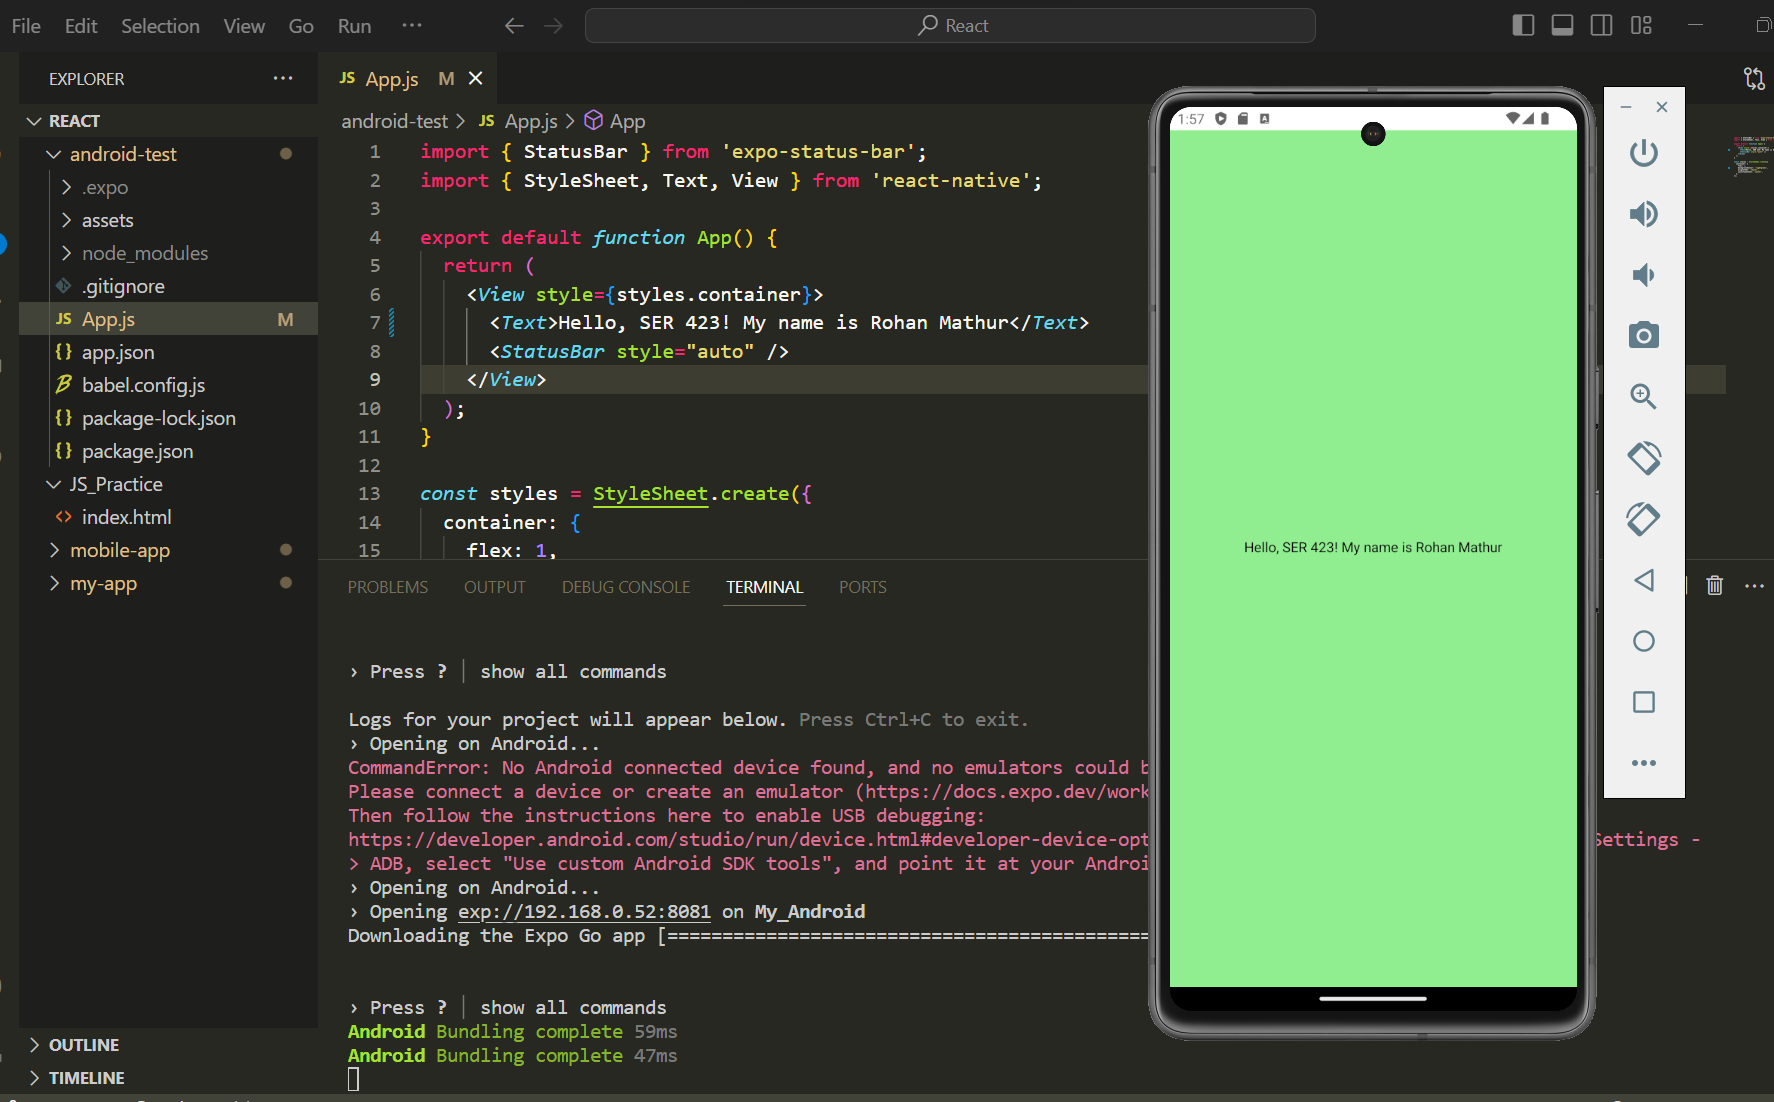 File Edit Selection View Go Run ···
React
EXPLORER ···
REACT
android-test
.expo
assets
node_modules
.gitignore
JS App.js M
{} app.json
babel.config.js
{} package-lock.json
{} package.json
JS_Practice
<> index.html
mobile-app
my-app
OUTLINE
TIMELINE
JS App.js M
android-test > JS App.js > App
1 import { StatusBar } from 'expo-status-bar';
2 import { StyleSheet, Text, View } from 'react-native';
3
4 export default function App() {
5 return (
6 <View style={styles.container}>
7 <Text>Hello, SER 423! My name is Rohan Mathur</Text>
8 <StatusBar style="auto" />
9 </View>
10 );
11 }
12
13 const styles = StyleSheet.create({
14 container: {
15 flex: 1,
PROBLEMS OUTPUT DEBUG CONSOLE TERMINAL PORTS
› Press ? │ show all commands
Logs for your project will appear below. Press Ctrl+C to exit.
› Opening on Android...
CommandError: No Android connected device found, and no emulators could
Please connect a device or create an emulator (https://docs.expo.dev/work
Then follow the instructions here to enable USB debugging:
https://developer.android.com/studio/run/device.html#developer-device-opt Settings -
> ADB, select "Use custom Android SDK tools", and point it at your Androi
› Opening on Android...
› Opening exp://192.168.0.52:8081 on My_Android
Downloading the Expo Go app [============================================
› Press ? │ show all commands
Android Bundling complete 59ms
Android Bundling complete 47ms
1:57
Hello, SER 423! My name is Rohan Mathur